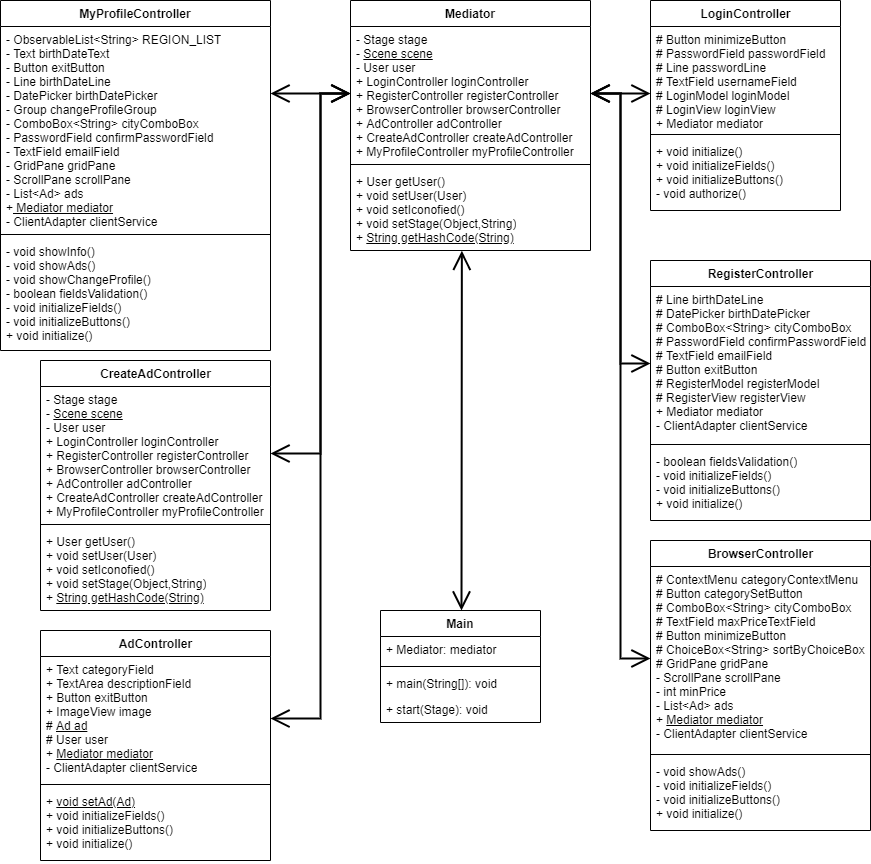 MyProfileController
- ObservableList<String> REGION_LIST
- Text birthDateText
- Button exitButton
- Line birthDateLine
- DatePicker birthDatePicker
- Group changeProfileGroup
- ComboBox<String> cityComboBox
- PasswordField confirmPasswordField
- TextField emailField
- GridPane gridPane
- ScrollPane scrollPane
- List<Ad> ads
+ Mediator mediator
- ClientAdapter clientService
- void showInfo()
- void showAds()
- void showChangeProfile()
- boolean fieldsValidation()
- void initializeFields()
- void initializeButtons()
+ void initialize()
CreateAdController
- Stage stage
- Scene scene
- User user
+ LoginController loginController
+ RegisterController registerController
+ BrowserController browserController
+ AdController adController
+ CreateAdController createAdController
+ MyProfileController myProfileController
+ User getUser()
+ void setUser(User)
+ void setIconofied()
+ void setStage(Object,String)
+ String getHashCode(String)
AdController
+ Text categoryField
+ TextArea descriptionField
+ Button exitButton
+ ImageView image
# Ad ad
# User user
+ Mediator mediator
- ClientAdapter clientService
+ void setAd(Ad)
+ void initializeFields()
+ void initializeButtons()
+ void initialize()
Mediator
- Stage stage
- Scene scene
- User user
+ LoginController loginController
+ RegisterController registerController
+ BrowserController browserController
+ AdController adController
+ CreateAdController createAdController
+ MyProfileController myProfileController
+ User getUser()
+ void setUser(User)
+ void setIconofied()
+ void setStage(Object,String)
+ String getHashCode(String)
Main
+ Mediator: mediator
+ main(String[]): void
+ start(Stage): void
LoginController
# Button minimizeButton
# PasswordField passwordField
# Line passwordLine
# TextField usernameField
# LoginModel loginModel
# LoginView loginView
+ Mediator mediator
+ void initialize()
+ void initializeFields()
+ void initializeButtons()
- void authorize()
RegisterController
# Line birthDateLine
# DatePicker birthDatePicker
# ComboBox<String> cityComboBox
# PasswordField confirmPasswordField
# TextField emailField
# Button exitButton
# RegisterModel registerModel
# RegisterView registerView
+ Mediator mediator
- ClientAdapter clientService
- boolean fieldsValidation()
- void initializeFields()
- void initializeButtons()
+ void initialize()
BrowserController
# ContextMenu categoryContextMenu
# Button categorySetButton
# ComboBox<String> cityComboBox
# TextField maxPriceTextField
# Button minimizeButton
# ChoiceBox<String> sortByChoiceBox
# GridPane gridPane
- ScrollPane scrollPane
- int minPrice
- List<Ad> ads
+ Mediator mediator
- ClientAdapter clientService
- void showAds()
- void initializeFields()
- void initializeButtons()
+ void initialize()